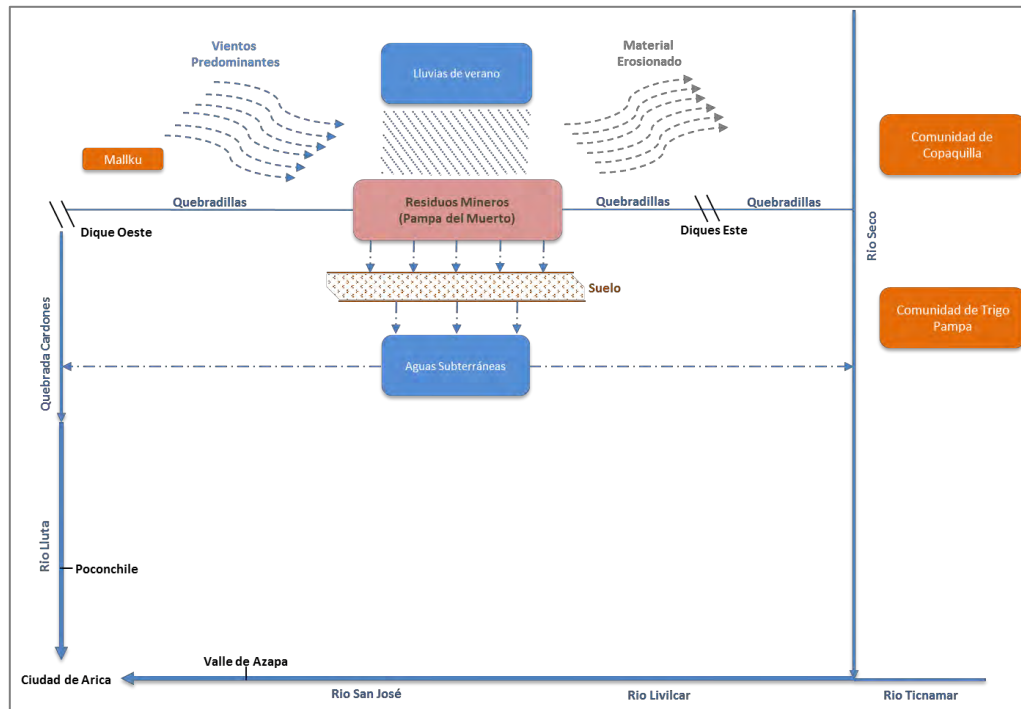 Vientos
Predominantes
Lluvias de verano
Material
Erosionado
Comunidad de
Copaquilla
Mallku
Quebradillas
Residuos Mineros
(Pampa del Muerto)
Quebradillas
Quebradillas
Dique Oeste
Diques Este
Rio Seco
Suelo
Comunidad de Trigo
Pampa
Quebrada Cardones
Aguas Subterráneas
Rio Lluta
Poconchile
Valle de Azapa
Ciudad de Arica
Rio San José
Rio Livilcar
Rio Ticnamar